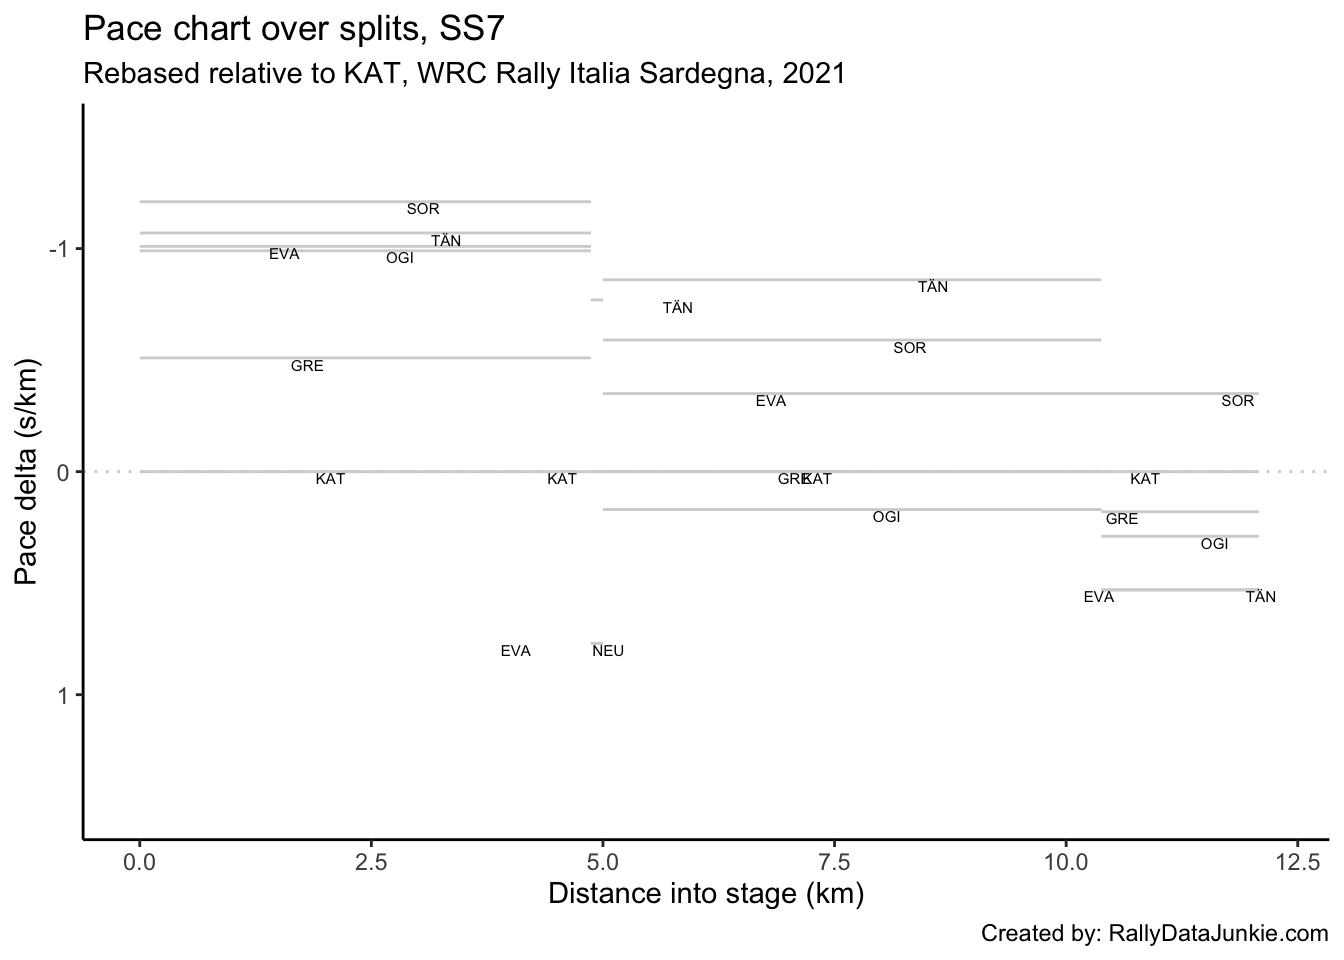 Pace chart over splits, SS7
Rebased relative to KAT, WRC Rally Italia Sardegna, 2021
Pace delta (s/km)
-1
0
1
SOR
TÄN
EVA
OGI
GRE
TÄN
TÄN
SOR
EVA
SOR
KAT
KAT
GRE
KAT
KAT
OGI
GRE
OGI
EVA
TÄN
EVA
NEU
0.0 2.5 5.0 7.5 10.0 12.5
Distance into stage (km)
Created by: RallyDataJunkie.com